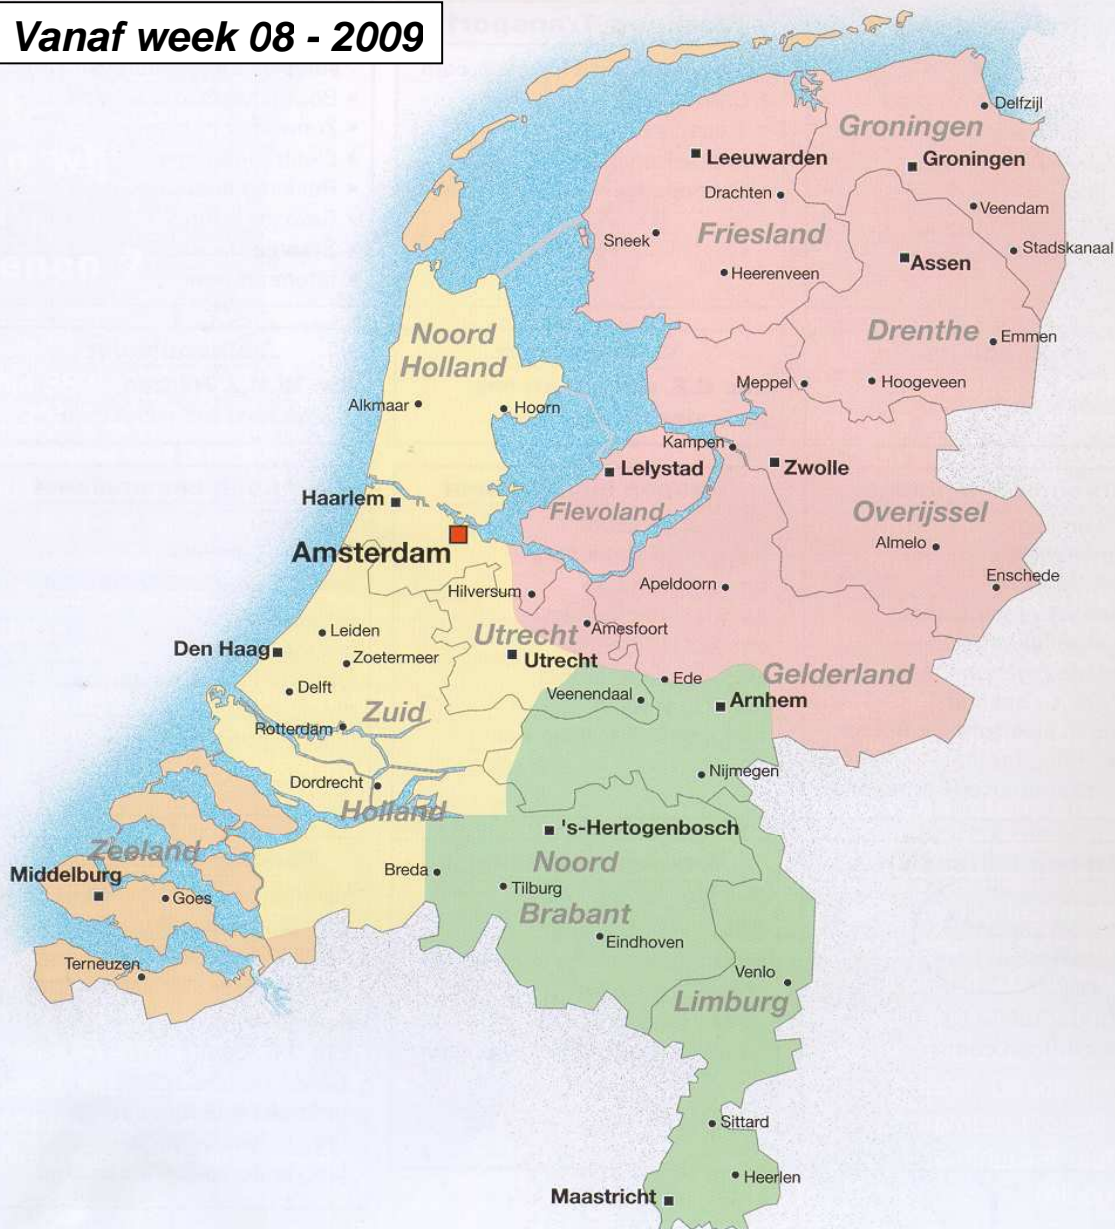 Vanaf week 08 - 2009
Delfzijl
Groningen
Leeuwarden
Groningen
Drachten
Veendam
Sneek
Friesland
Stadskanaal
Assen
Heerenveen
Noord
Holland
Drenthe
Emmen
Meppel
Hoogeveen
Alkmaar
Hoorn
Kampen
Lelystad
Zwolle
Haarlem
Flevoland
Overijssel
Amsterdam
Almelo
Hilversum
Apeldoorn
Enschede
Leiden
Utrecht
Amesfoort
Den Haag
Zoetermeer
Utrecht
Delft
Veenendaal
Ede
Gelderland
Arnhem
Zuid
Rotterdam
Nijmegen
Dordrecht
Holland
's-Hertogenbosch
Zeeland
Noord
Middelburg
Breda
Tilburg
Goes
Brabant
Eindhoven
Terneuzen
Venlo
Limburg
Sittard
Heerlen
Maastricht